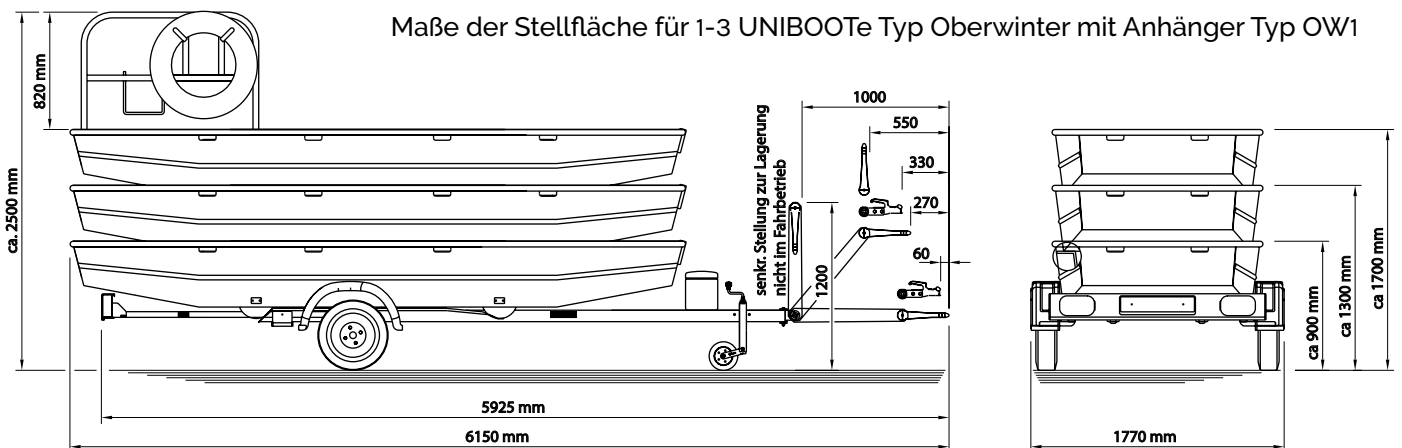 Maße der Stellfläche für 1-3 UNIBOOTe Typ Oberwinter mit Anhänger Typ OW1
820 mm
ca. 2500 mm
senkr. Stellung zur Lagerung
nicht im Fahrbetrieb
1000
550
330
270
60
1200
ca 900 mm
ca 1300 mm
ca 1700 mm
5925 mm
6150 mm
1770 mm